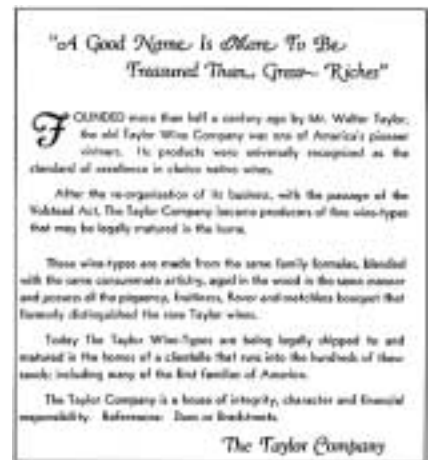 "A Good Name Is More To Be
Treasured Than Great Riches"
FOUNDED more than half a century ago by Mr. Walter Taylor,
the old Taylor Wine Company was one of America's pioneer
vintners. Its products were universally recognized as the
standard of excellence in choice native wines.
After the re-organization of its business, with the passage of the
Volstead Act, The Taylor Company became producers of fine wine-types
that may be legally matured in the home.
These wine-types are made from the same family formulas, blended
with the same consummate artistry, aged in the wood in the same manner
and possess all the piquancy, fruitiness, flavor and matchless bouquet that
formerly distinguished the rare Taylor wines.
Today The Taylor Wine-Types are being legally shipped to and
matured in the homes of a clientele that runs into the hundreds of thou-
sands; including many of the first families of America.
The Taylor Company is a house of integrity, character and financial
responsibility. References: Dun or Bradstreets.
The Taylor Company